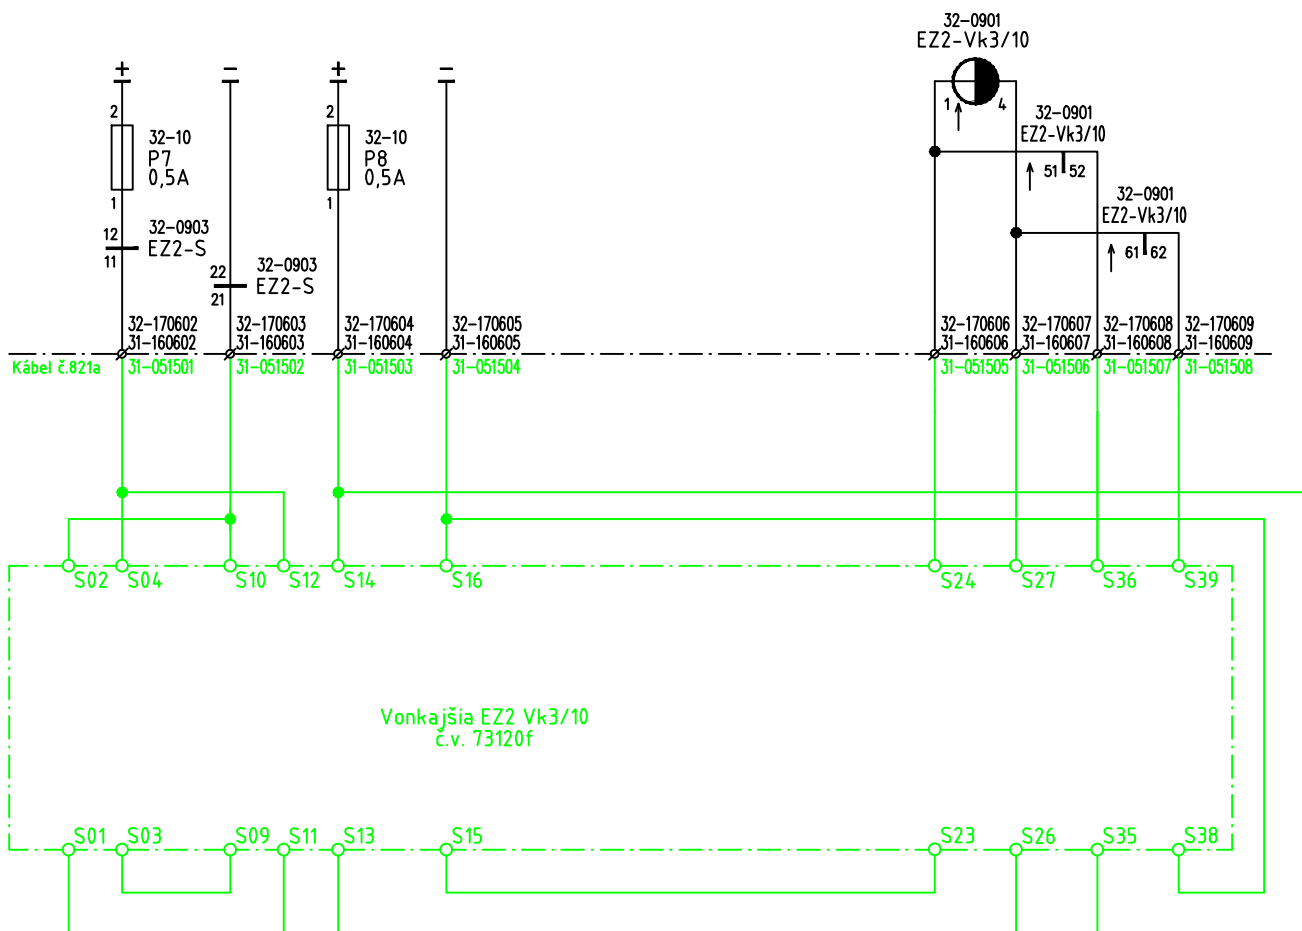 32-0901
EZ2-Vk3/10
+
-
+
-
2
32-10
P7
0,5A
1
2
32-10
P8
0,5A
1
1
4
32-0901
EZ2-Vk3/10
51 52
32-0901
EZ2-Vk3/10
61 62
12
11
32-0903
EZ2-S
22
21
32-0903
EZ2-S
32-170602
31-160602
32-170603
31-160603
32-170604
31-160604
32-170605
31-160605
32-170606
31-160606
32-170607
31-160607
32-170608
31-160608
32-170609
31-160609
Kábel č.821a
31-051501
31-051502
31-051503
31-051504
31-051505
31-051506
31-051507
31-051508
S02
S04
S10
S12
S14
S16
S24
S27
S36
S39
Vonkajšia EZ2 Vk3/10
č.v. 73120f
S01
S03
S09
S11
S13
S15
S23
S26
S35
S38